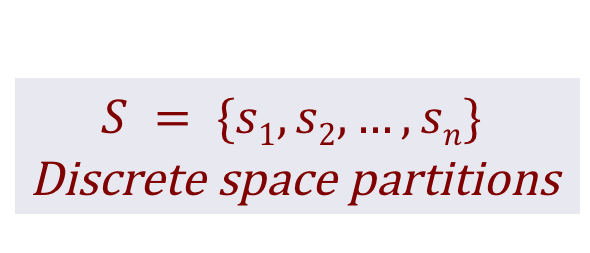 S = {s₁, s₂, … , sₙ}
Discrete space partitions